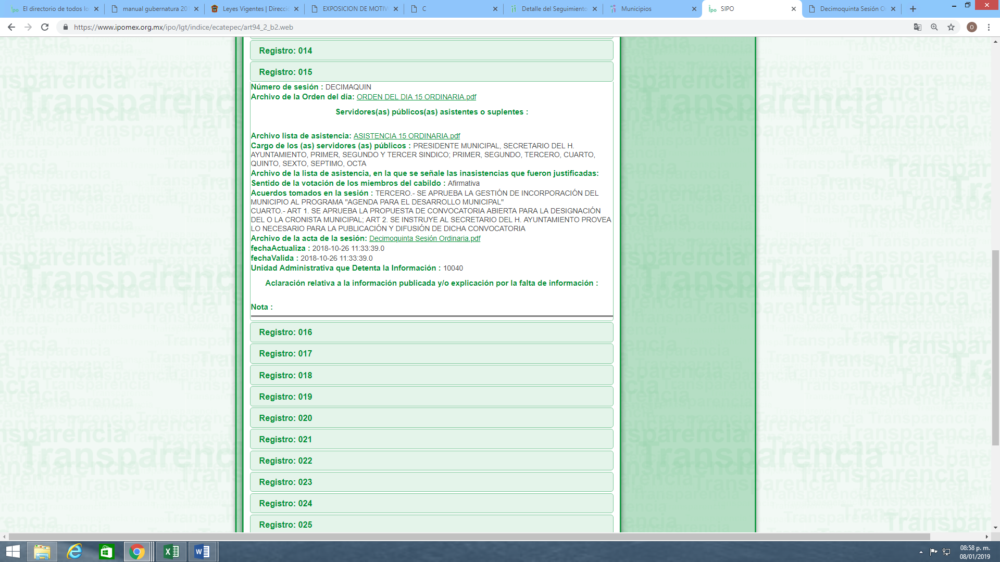 El directorio de todos lo
manual gubernatura 20
Leyes Vigentes | Direcci
EXPOSICION DE MOTIV
C
Detalle del Seguimiento
Municipios
SIPO
Decimoquinta Sesión O
https://www.ipomex.org.mx/ipo/lgt/indice/ecatepec/art94_2_b2.web
O
Registro: 014
Registro: 015
Número de sesión : DECIMAQUIN
Archivo de la Orden del día: ORDEN DEL DIA 15 ORDINARIA.pdf
Servidores(as) públicos(as) asistentes o suplentes :
Archivo lista de asistencia: ASISTENCIA 15 ORDINARIA.pdf
Cargo de los (as) servidores (as) públicos : PRESIDENTE MUNICIPAL, SECRETARIO DEL H.
AYUNTAMIENTO, PRIMER, SEGUNDO Y TERCER SINDICO; PRIMER, SEGUNDO, TERCERO, CUARTO,
QUINTO, SEXTO, SEPTIMO, OCTA
Archivo de la lista de asistencia, en la que se señale las inasistencias que fueron justificadas:
Sentido de la votación de los miembros del cabildo : Afirmativa
Acuerdos tomados en la sesión : TERCERO.- SE APRUEBA LA GESTIÓN DE INCORPORACIÓN DEL
MUNICIPIO AL PROGRAMA "AGENDA PARA EL DESARROLLO MUNICIPAL"
CUARTO.- ART 1. SE APRUEBA LA PROPUESTA DE CONVOCATORIA ABIERTA PARA LA DESIGNACIÓN
DEL O LA CRONISTA MUNICIPAL; ART 2. SE INSTRUYE AL SECRETARIO DEL H. AYUNTAMIENTO PROVEA
LO NECESARIO PARA LA PUBLICACIÓN Y DIFUSIÓN DE DICHA CONVOCATORIA
Archivo de la acta de la sesión: Decimoquinta Sesión Ordinaria.pdf
fechaActualiza : 2018-10-26 11:33:39.0
fechaValida : 2018-10-26 11:33:39.0
Unidad Administrativa que Detenta la Información : 10040
Aclaración relativa a la información publicada y/o explicación por la falta de información :
Nota :
Registro: 016
Registro: 017
Registro: 018
Registro: 019
Registro: 020
Registro: 021
Registro: 022
Registro: 023
Registro: 024
Registro: 025
08:58 p. m.
08/01/2019